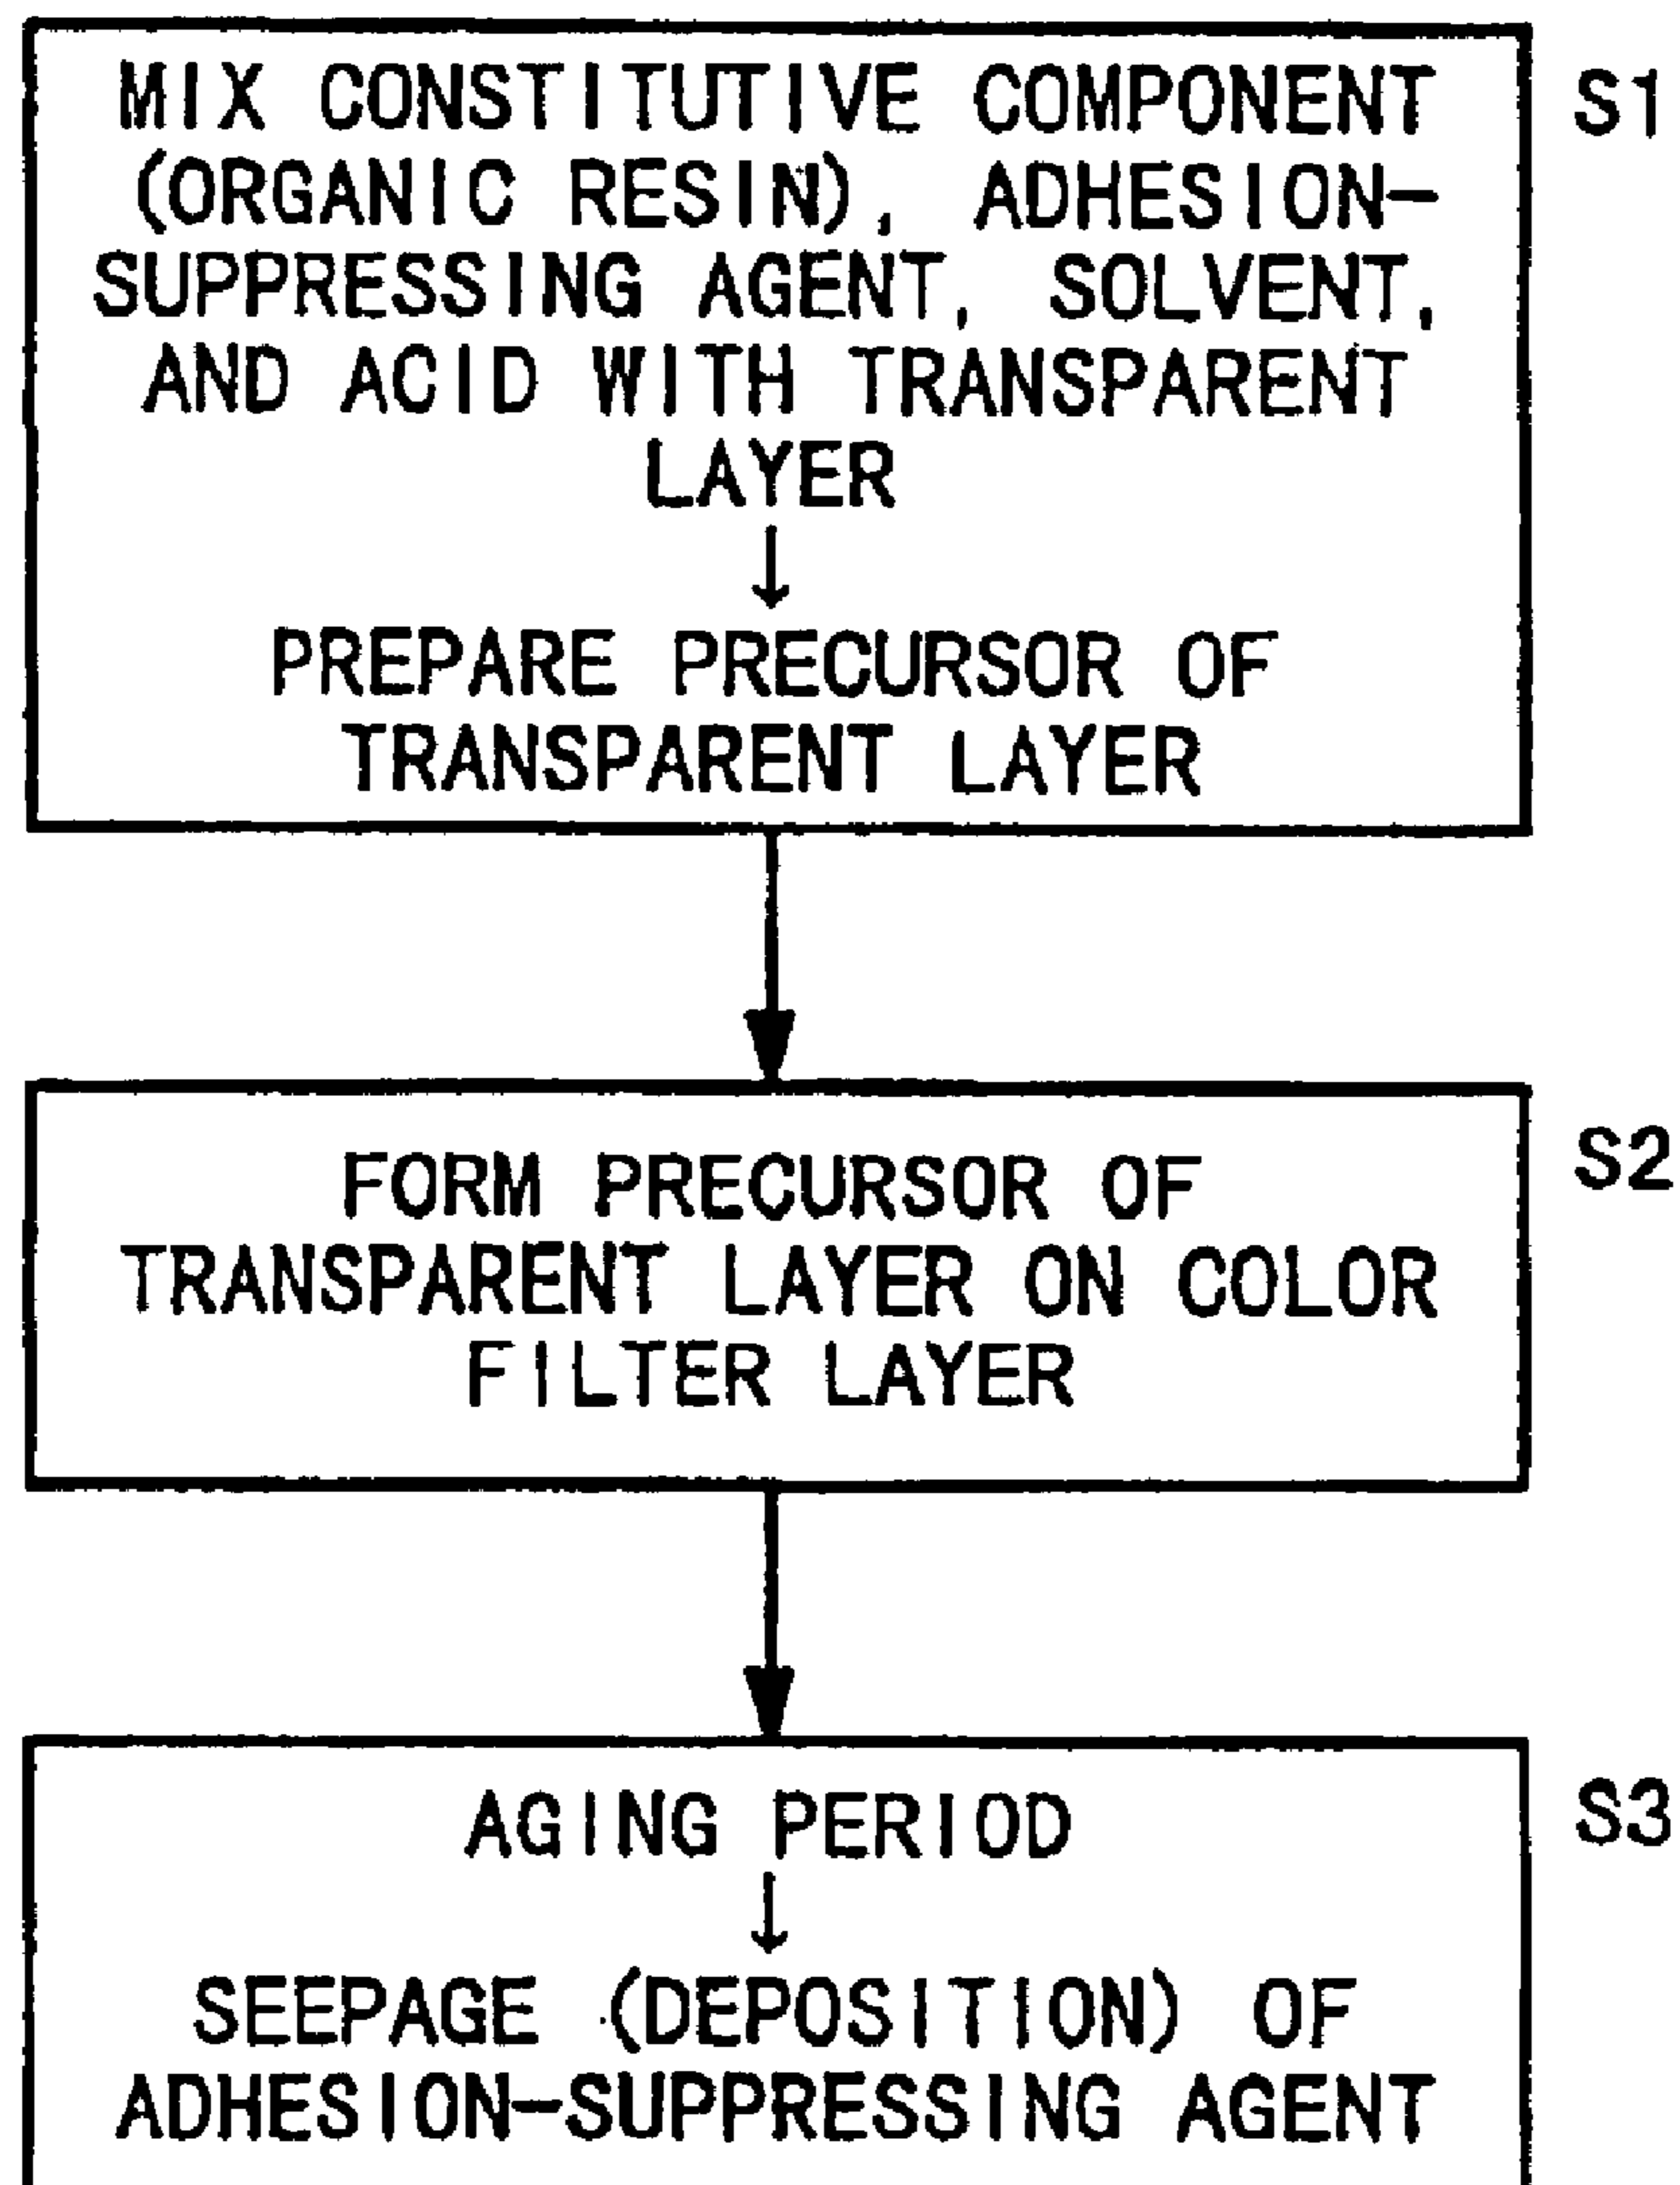 MIX CONSTITUTIVE COMPONENT
(ORGANIC RESIN), ADHESION-
SUPPRESSING AGENT, SOLVENT,
AND ACID WITH TRANSPARENT
LAYER
↓
PREPARE PRECURSOR OF
TRANSPARENT LAYER
S1
FORM PRECURSOR OF
TRANSPARENT LAYER ON COLOR
FILTER LAYER
S2
AGING PERIOD
↓
SEEPAGE (DEPOSITION) OF
ADHESION-SUPPRESSING AGENT
S3